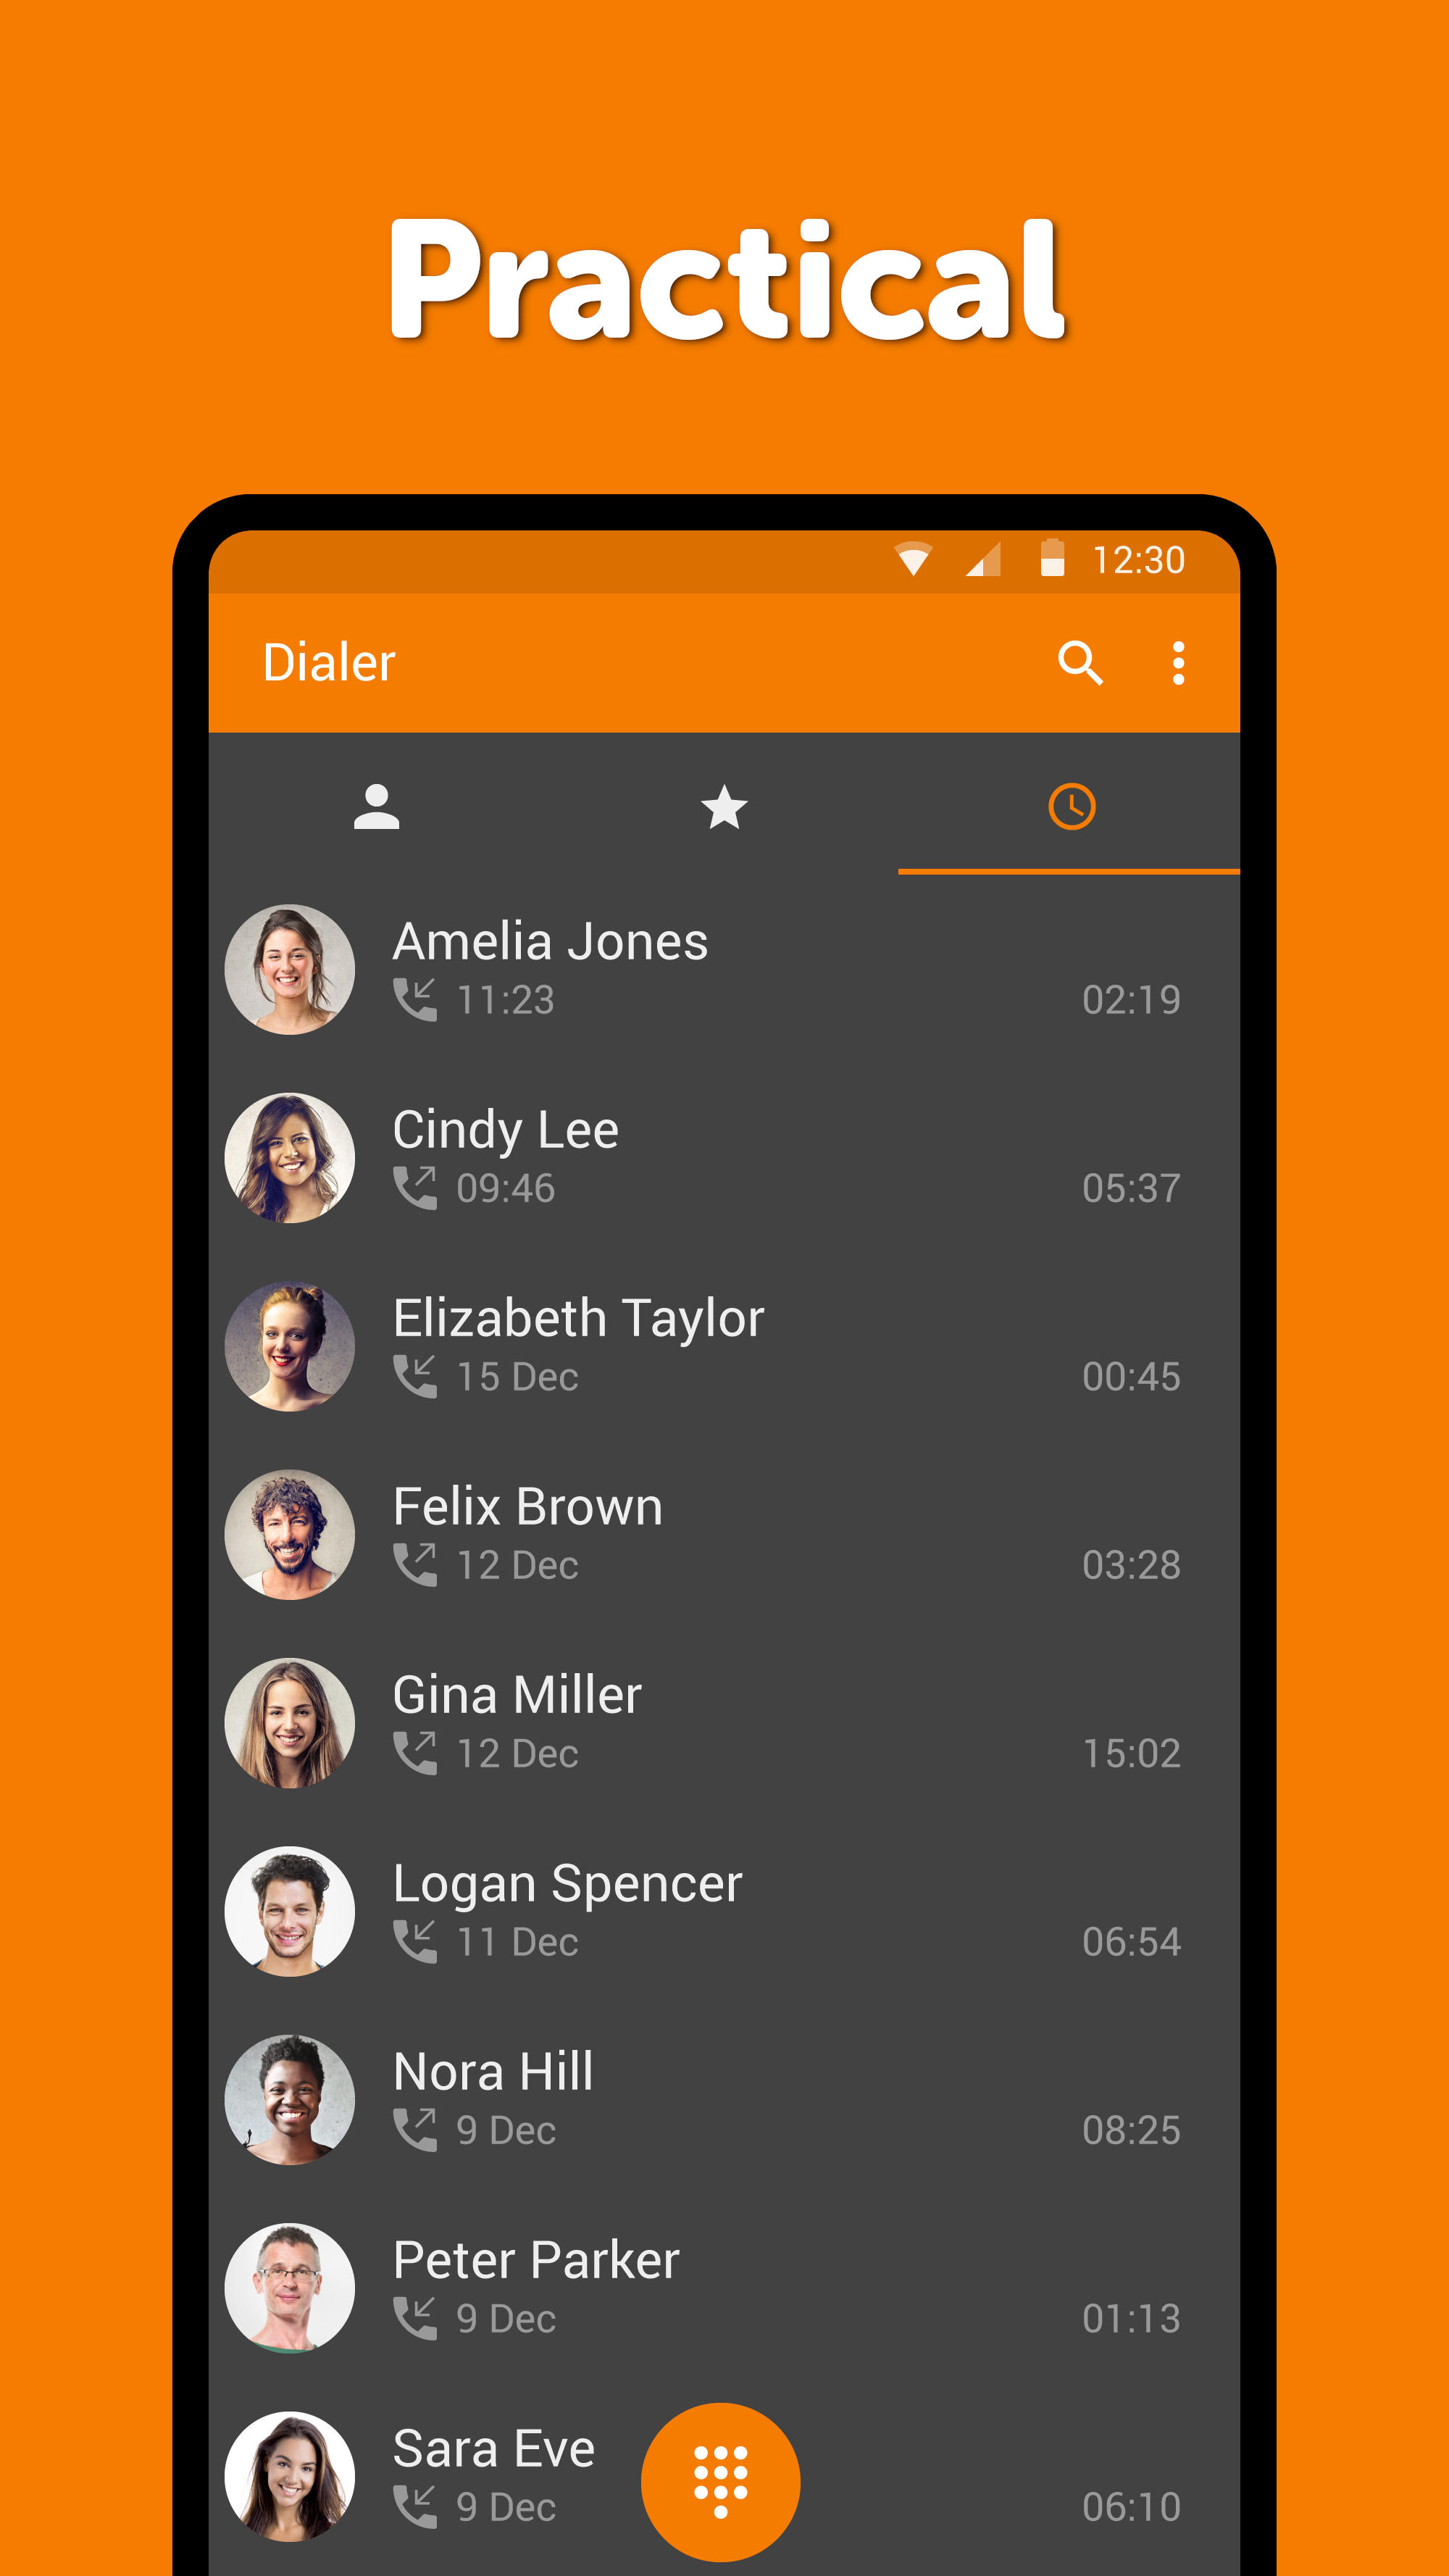 Practical
12:30
Dialer
Amelia Jones
11:23 02:19
Cindy Lee
09:46 05:37
Elizabeth Taylor
15 Dec 00:45
Felix Brown
12 Dec 03:28
Gina Miller
12 Dec 15:02
Logan Spencer
11 Dec 06:54
Nora Hill
9 Dec 08:25
Peter Parker
9 Dec 01:13
Sara Eve
9 Dec 06:10